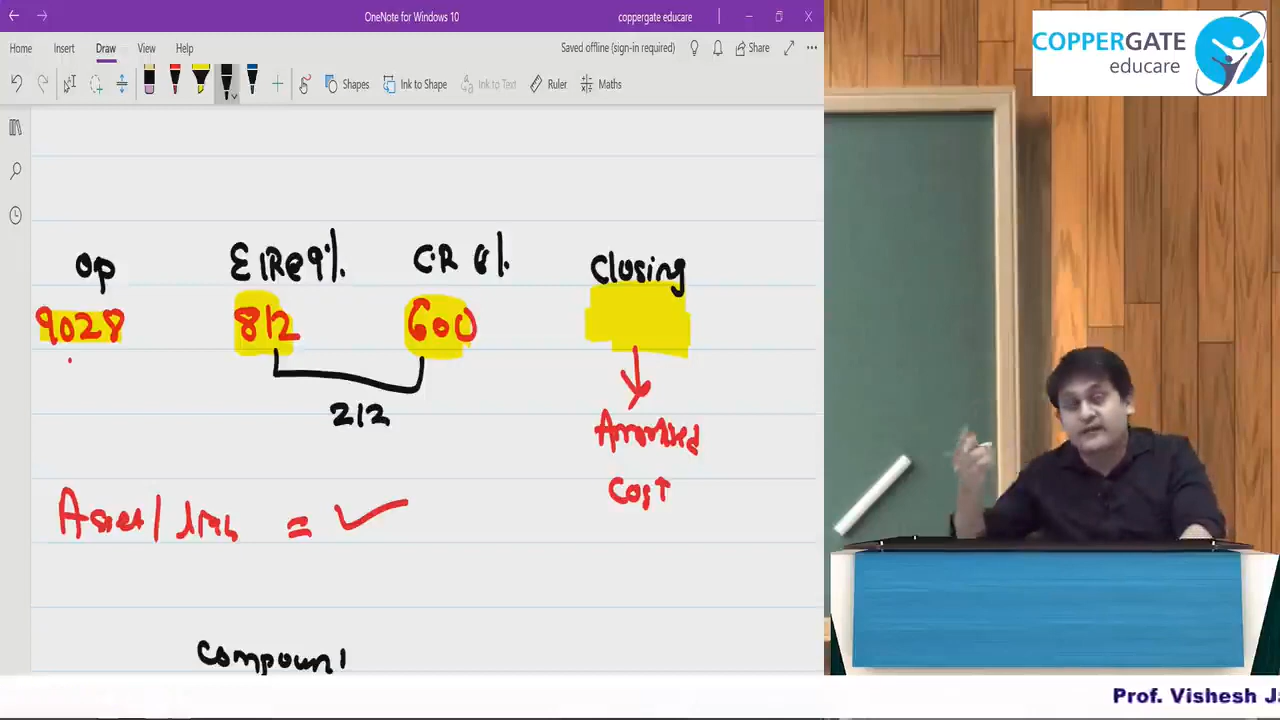 OneNote for Windows 10
coppergate educare
Home Insert Draw View Help
Saved offline (sign-in required)
Share
Shapes
Ink to Shape
Ink to Text
Ruler
Maths
COPPERGATE
educare
Op EIR@9% CR 6% Closing
9028 812 600
212
Amortised
Cost
Asset/
=
Compoun
Prof. Vishesh Ja